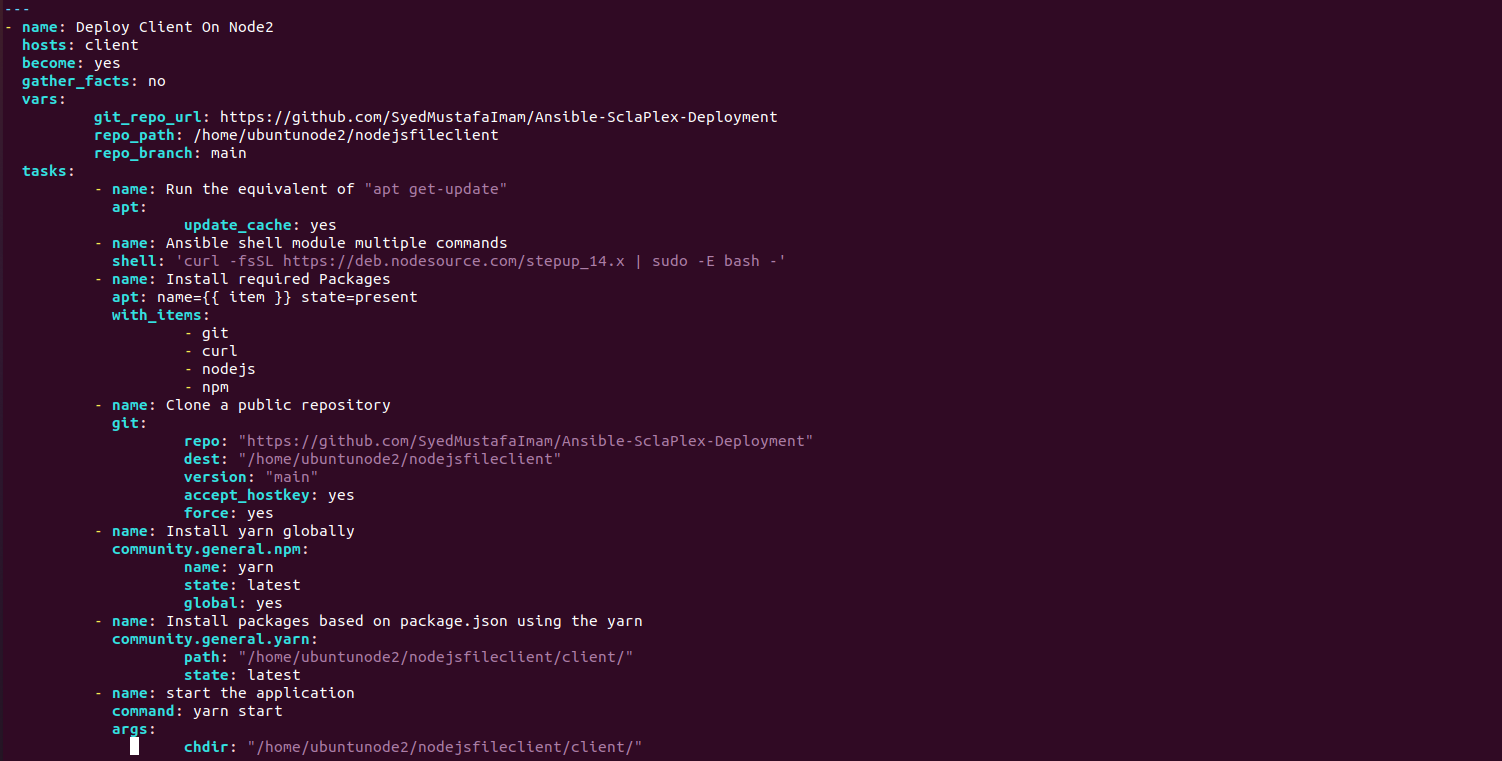 ---
- name: Deploy Client On Node2
  hosts: client
  become: yes
  gather_facts: no
  vars:
          git_repo_url: https://github.com/SyedMustafaImam/Ansible-SclaPlex-Deployment
          repo_path: /home/ubuntunode2/nodejsfileclient
          repo_branch: main
  tasks:
          - name: Run the equivalent of "apt get-update"
            apt:
                    update_cache: yes
          - name: Ansible shell module multiple commands
            shell: 'curl -fsSL https://deb.nodesource.com/stepup_14.x | sudo -E bash -'
          - name: Install required Packages
            apt: name={{ item }} state=present
            with_items:
                    - git
                    - curl
                    - nodejs
                    - npm
          - name: Clone a public repository
            git:
                    repo: "https://github.com/SyedMustafaImam/Ansible-SclaPlex-Deployment"
                    dest: "/home/ubuntunode2/nodejsfileclient"
                    version: "main"
                    accept_hostkey: yes
                    force: yes
          - name: Install yarn globally
            community.general.npm:
                    name: yarn
                    state: latest
                    global: yes
          - name: Install packages based on package.json using the yarn
            community.general.yarn:
                    path: "/home/ubuntunode2/nodejsfileclient/client/"
                    state: latest
          - name: start the application
            command: yarn start
            args:
                    chdir: "/home/ubuntunode2/nodejsfileclient/client/"